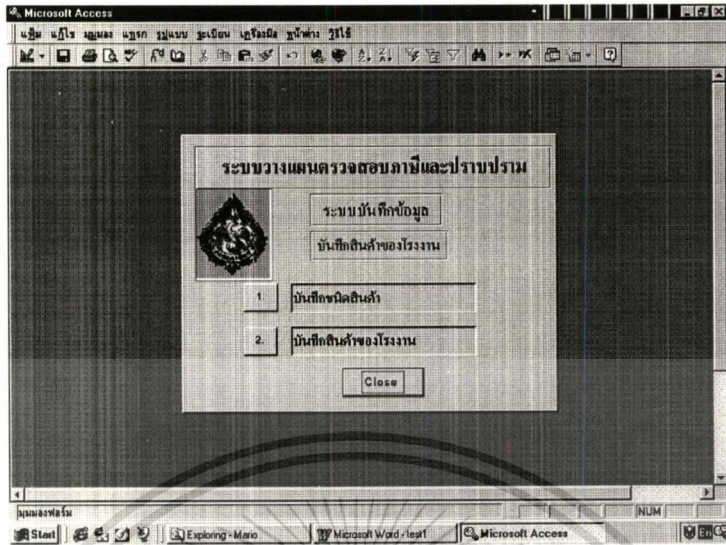 Microsoft Access
แฟ้ม แก้ไข มุมมอง แทรก รูปแบบ ระเบียน เครื่องมือ หน้าต่าง วิธีใช้
ระบบวางแผนตรวจสอบภาษีและปราบปราม
ระบบบันทึกข้อมูล
บันทึกสินค้าของโรงงาน
1. บันทึกชนิดสินค้า
2. บันทึกสินค้าของโรงงาน
Close
มุมมองฟอร์ม NUM
Start Exploring - Mario Microsoft Word - test1 Microsoft Access En